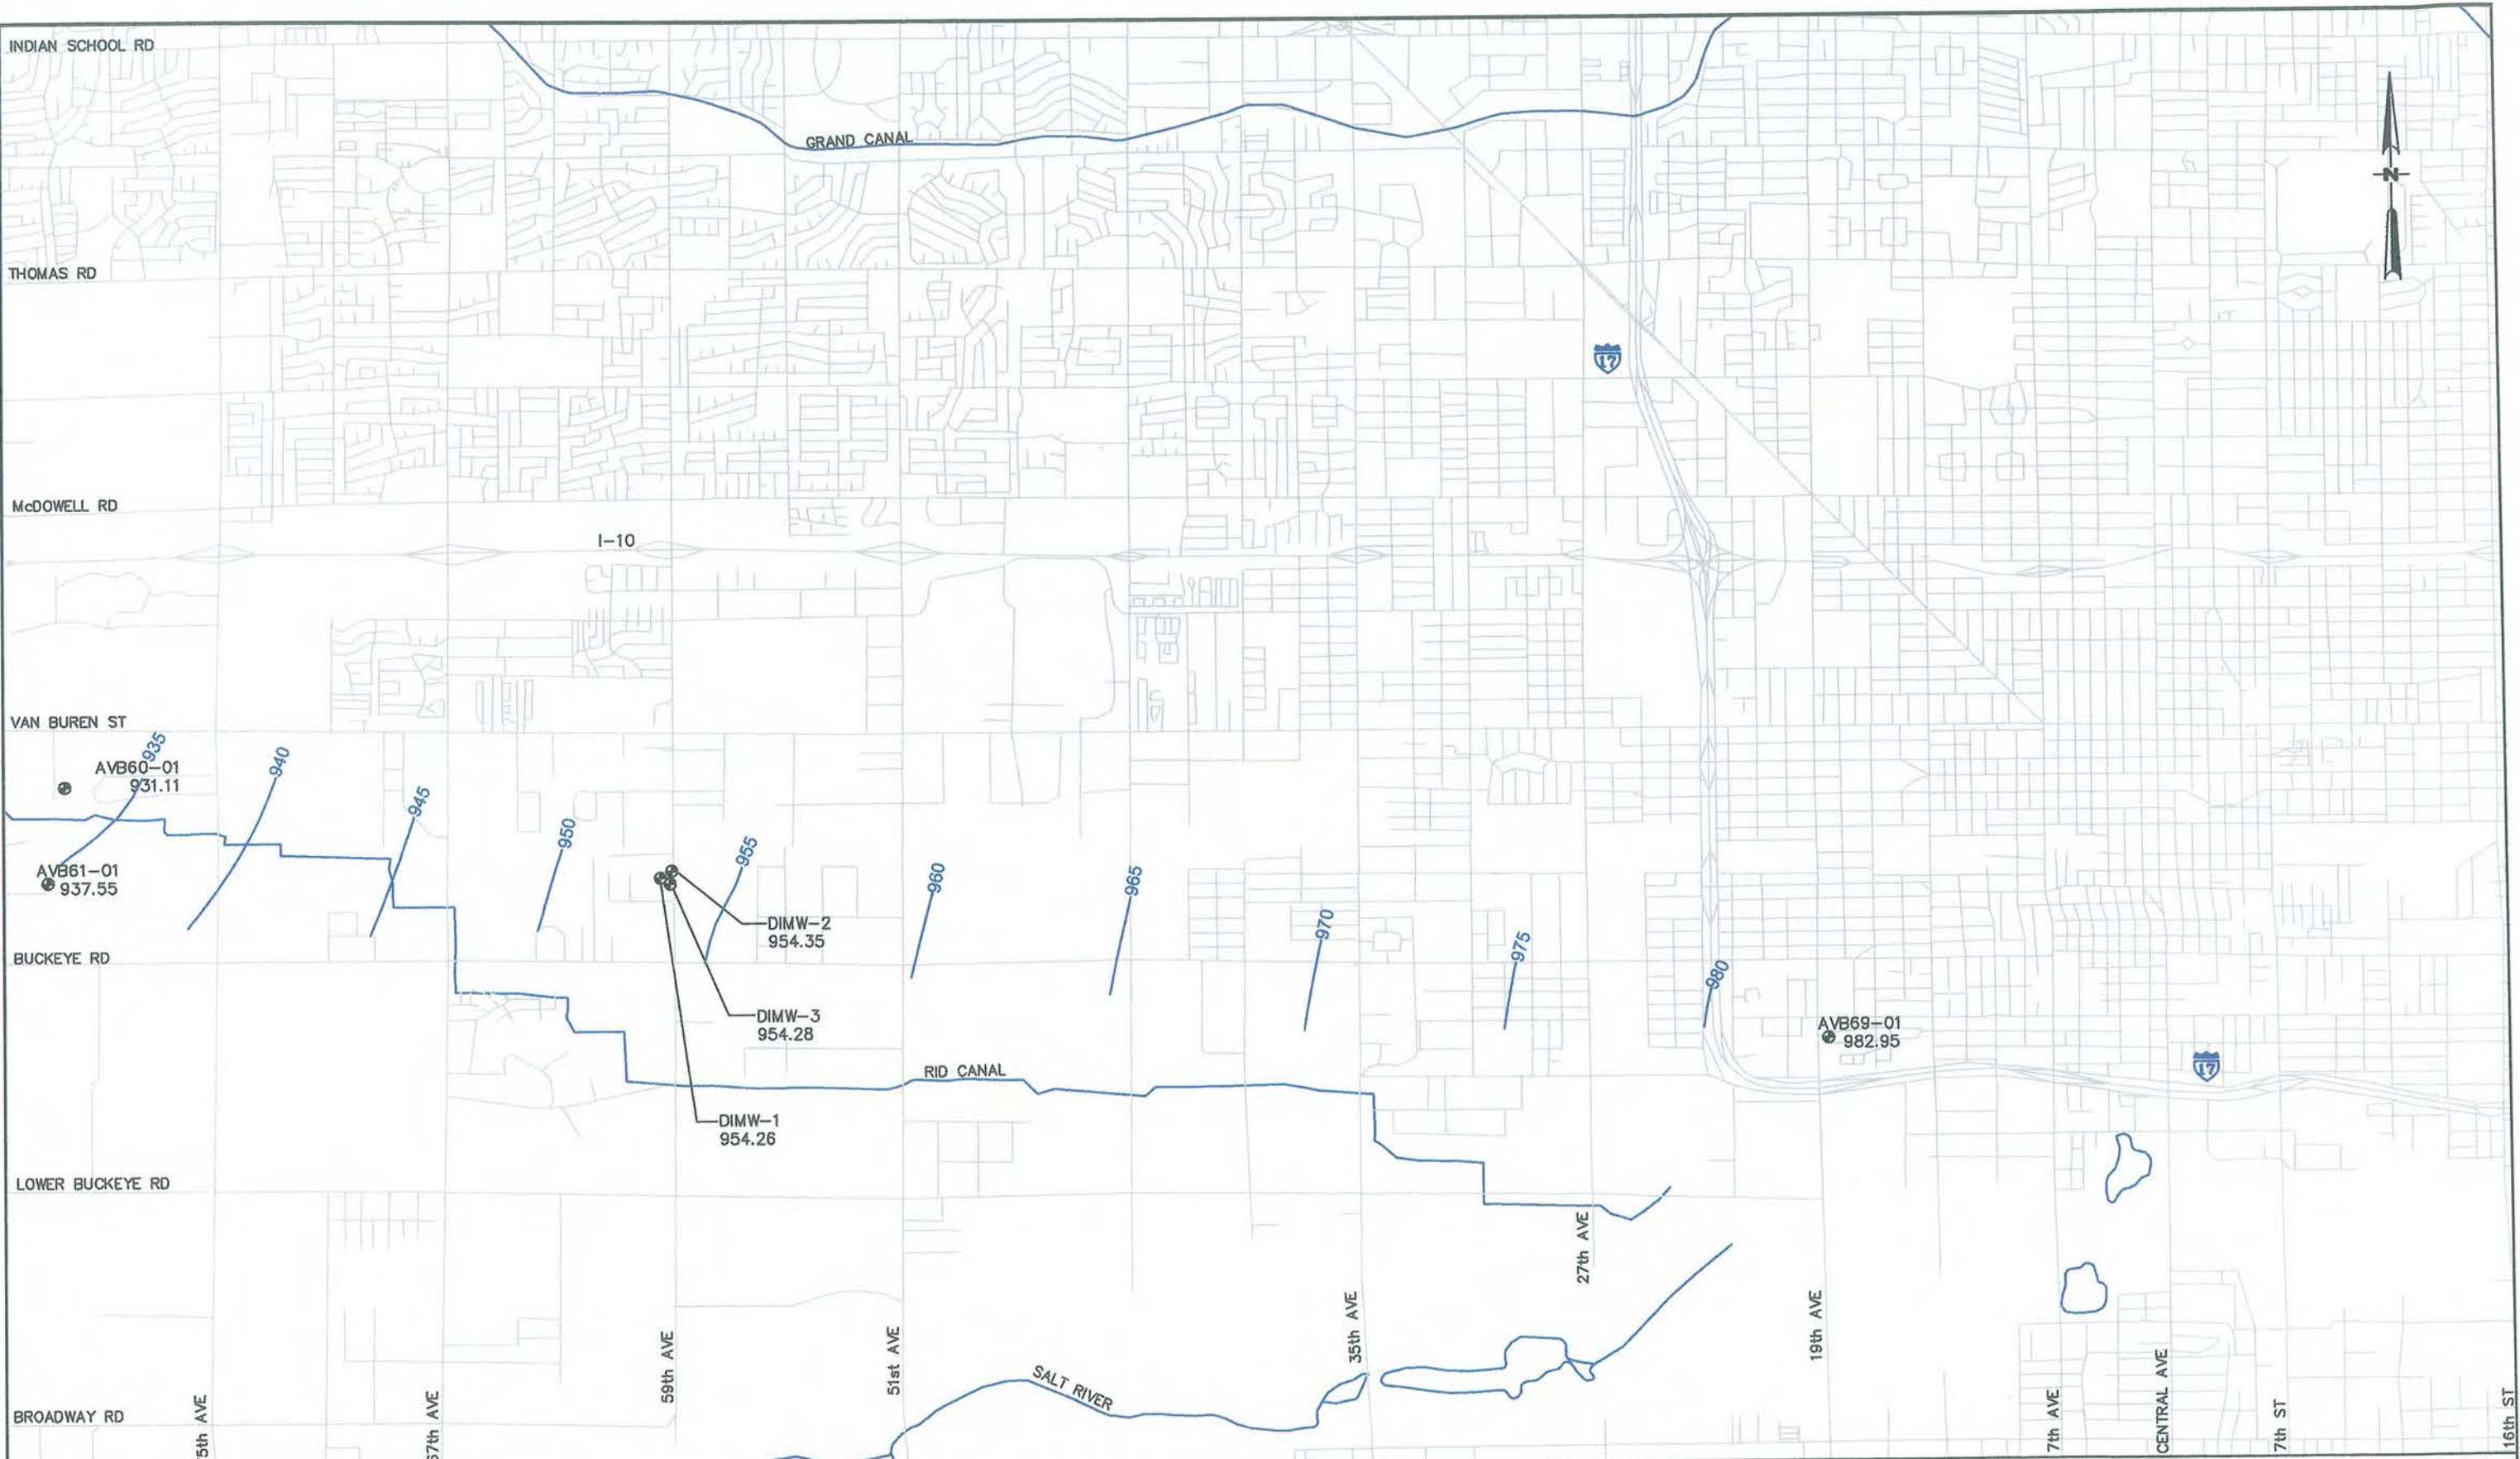 INDIAN SCHOOL RD
GRAND CANAL
N
THOMAS RD
17
McDOWELL RD
I-10
VAN BUREN ST
935
940
AVB60-01
931.11
945
950
955
960
965
970
975
980
AVB61-01
937.55
DIMW-2
954.35
BUCKEYE RD
DIMW-3
954.28
AVB69-01
982.95
RID CANAL
17
DIMW-1
954.26
LOWER BUCKEYE RD
27th AVE
35th AVE
19th AVE
59th AVE
51st AVE
SALT RIVER
BROADWAY RD
5th AVE
67th AVE
7th AVE
CENTRAL AVE
7th ST
16th ST